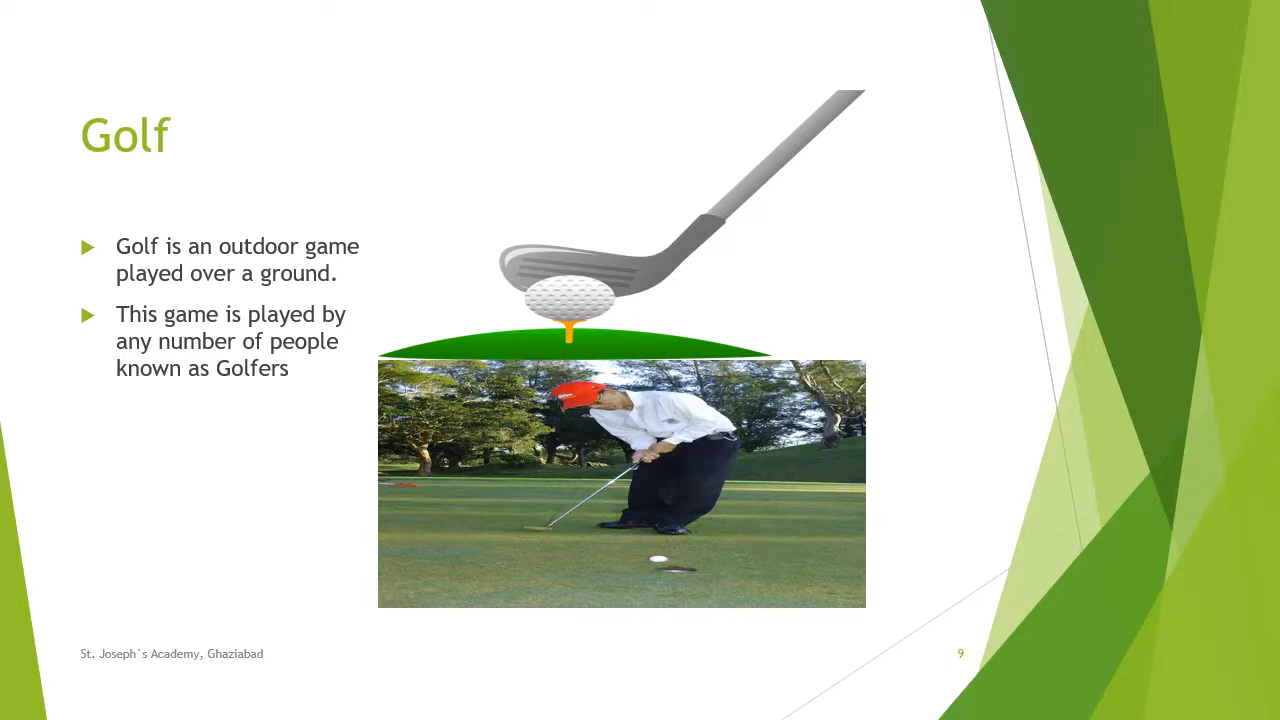 Golf
Golf is an outdoor game
played over a ground.
This game is played by
any number of people
known as Golfers
St. Joseph`s Academy, Ghaziabad
9